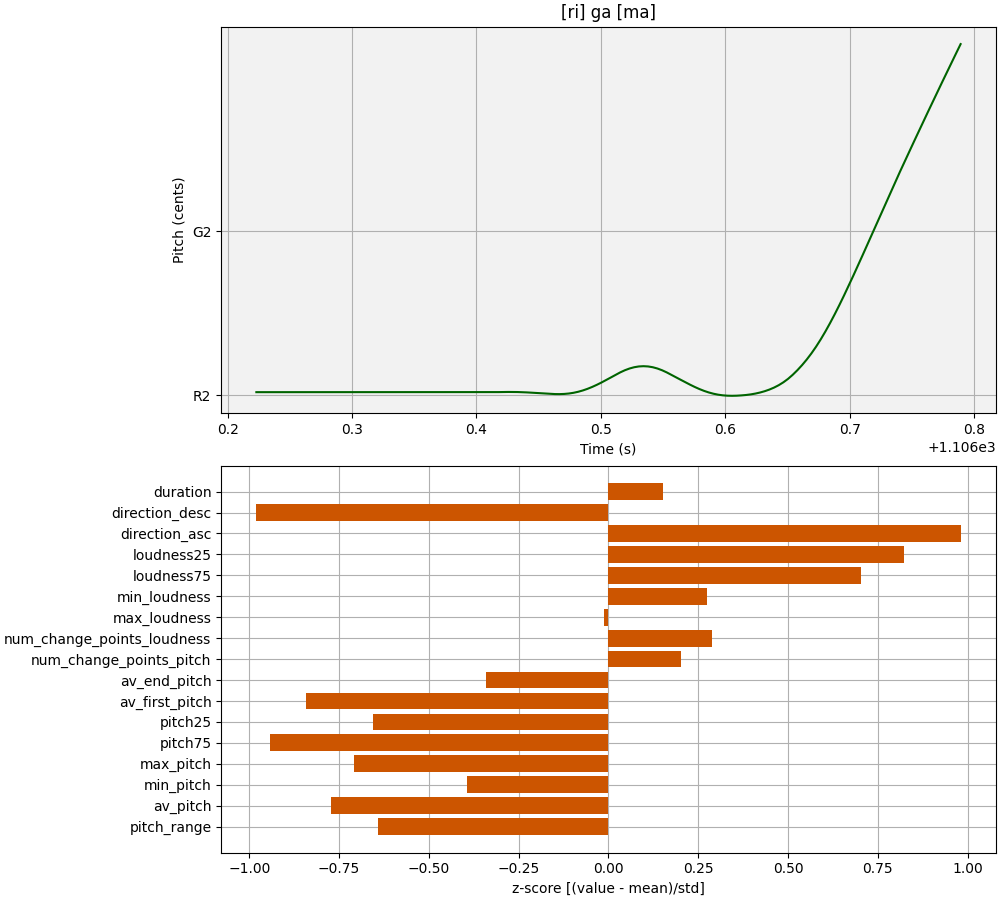 [ri] ga [ma]
Pitch (cents)
G2
R2
0.2 0.3 0.4 0.5 0.6 0.7 0.8
Time (s)
+1.106e3
duration
direction_desc
direction_asc
loudness25
loudness75
min_loudness
max_loudness
num_change_points_loudness
num_change_points_pitch
av_end_pitch
av_first_pitch
pitch25
pitch75
max_pitch
min_pitch
av_pitch
pitch_range
−1.00 −0.75 −0.50 −0.25 0.00 0.25 0.50 0.75 1.00
z-score [(value - mean)/std]